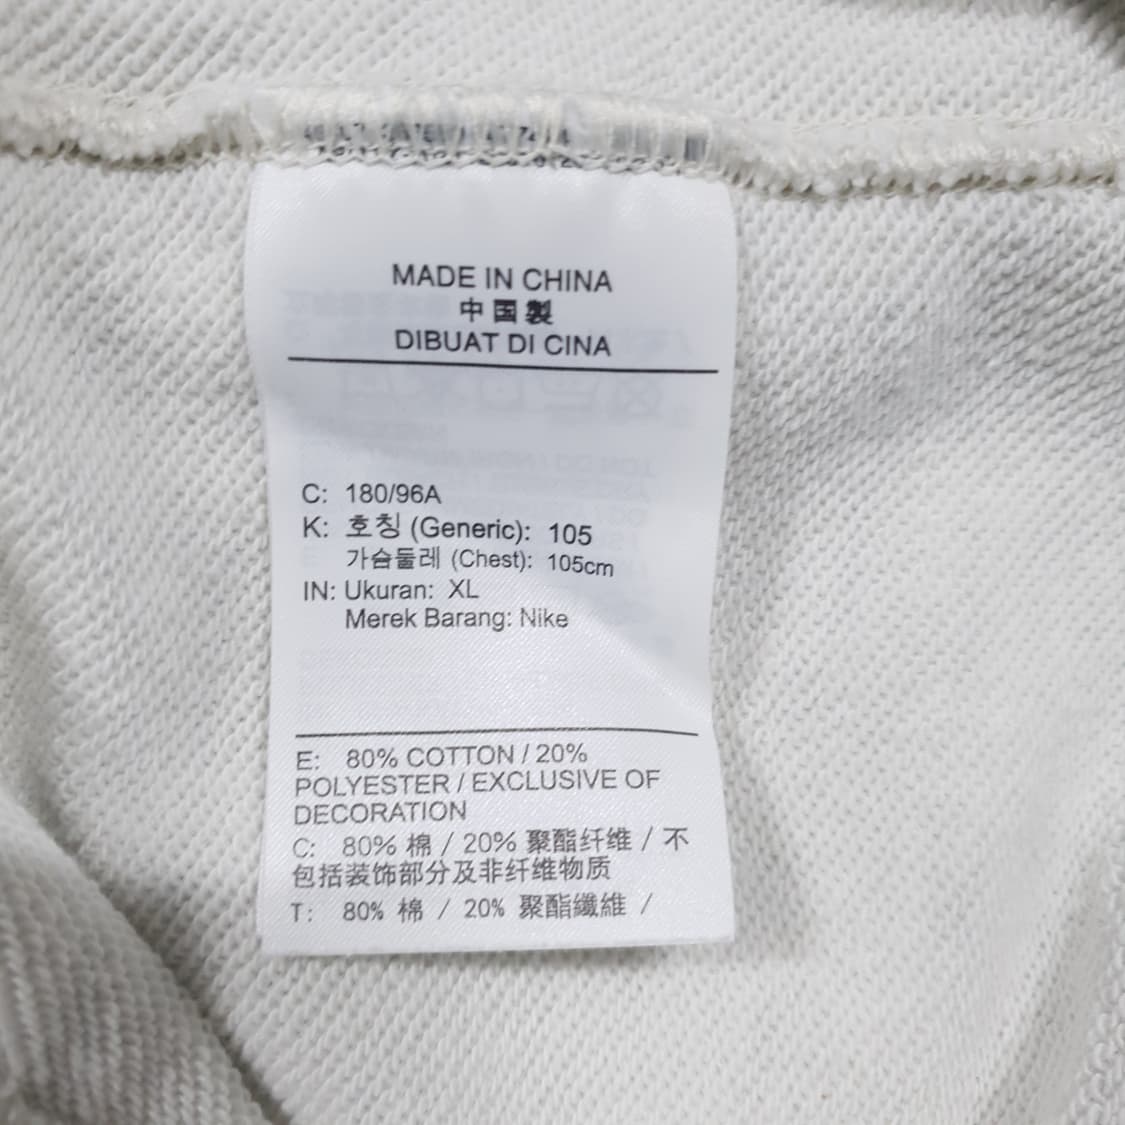 MADE IN CHINA
中国製
DIBUAT DI CINA
C: 180/96A
K: 호칭 (Generic): 105
가슴둘레 (Chest): 105cm
IN: Ukuran: XL
Merek Barang: Nike
E: 80% COTTON / 20%
POLYESTER / EXCLUSIVE OF
DECORATION
C: 80% 棉 / 20% 聚酯纤维 / 不
包括装饰部分及非纤维物质
T: 80% 棉 / 20% 聚酯纖維 /